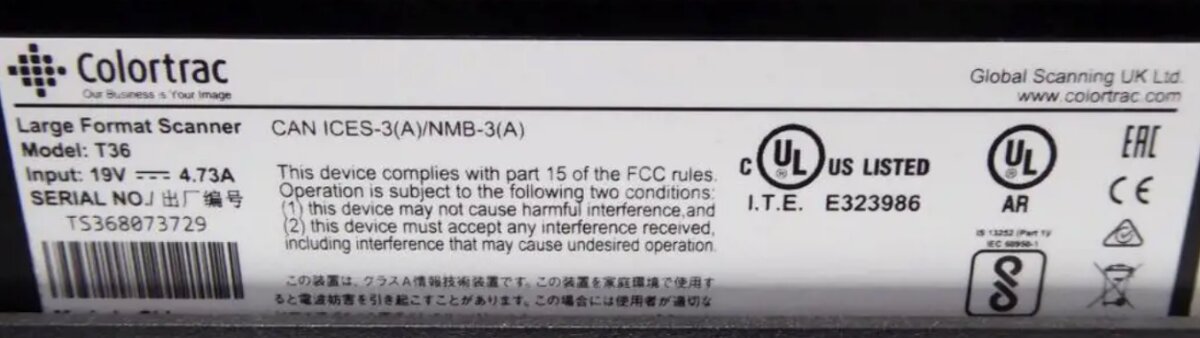 Colortrac
Our Business is Your Image
Global Scanning UK Ltd.
www.colortrac.com
Large Format Scanner
Model: T36
Input: 19V 4.73A
SERIAL NO./ 出厂编号
TS368073729
CAN ICES-3(A)/NMB-3(A)
This device complies with part 15 of the FCC rules.
Operation is subject to the following two conditions:
(1) this device may not cause harmful interference,and
(2) this device must accept any interference received,
including interference that may cause undesired operation.
この装置は、クラスA情報技術装置です。この装置を家庭環境で使用す
ると電波妨害を引き起こすことがあります。この場合には使用者が適切な
C UL US LISTED
I.T.E. E323986
UL
AR
IS 13252 (Part 1)/
IEC 60950-1
EAC
CE